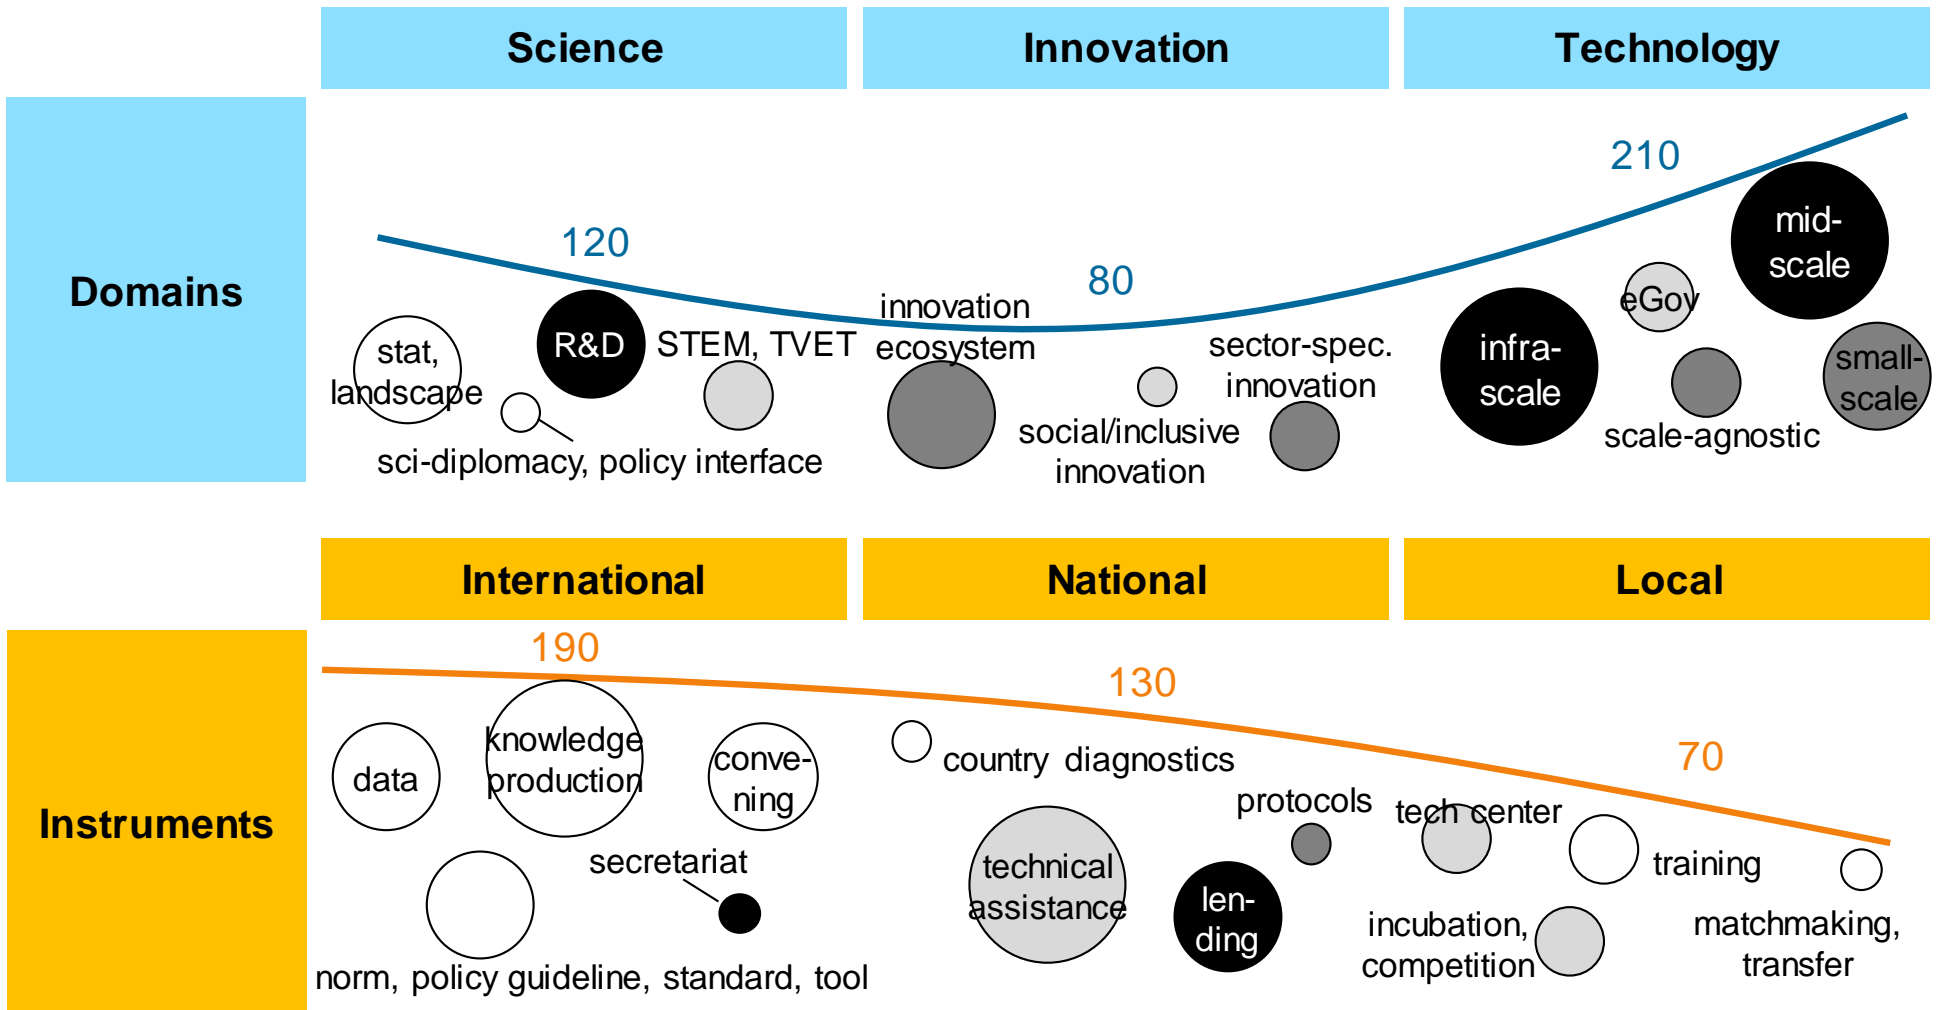 Science
Innovation
Technology
Domains
120
80
210
stat,
landscape
R&D
STEM, TVET
sci-diplomacy, policy interface
innovation
ecosystem
social/inclusive
innovation
sector-spec.
innovation
infra-
scale
eGov
mid-
scale
scale-agnostic
small-
scale
International
National
Local
Instruments
190
130
70
data
knowledge
production
conve-
ning
secretariat
norm, policy guideline, standard, tool
country diagnostics
technical
assistance
len-
ding
protocols
tech center
training
incubation,
competition
matchmaking,
transfer